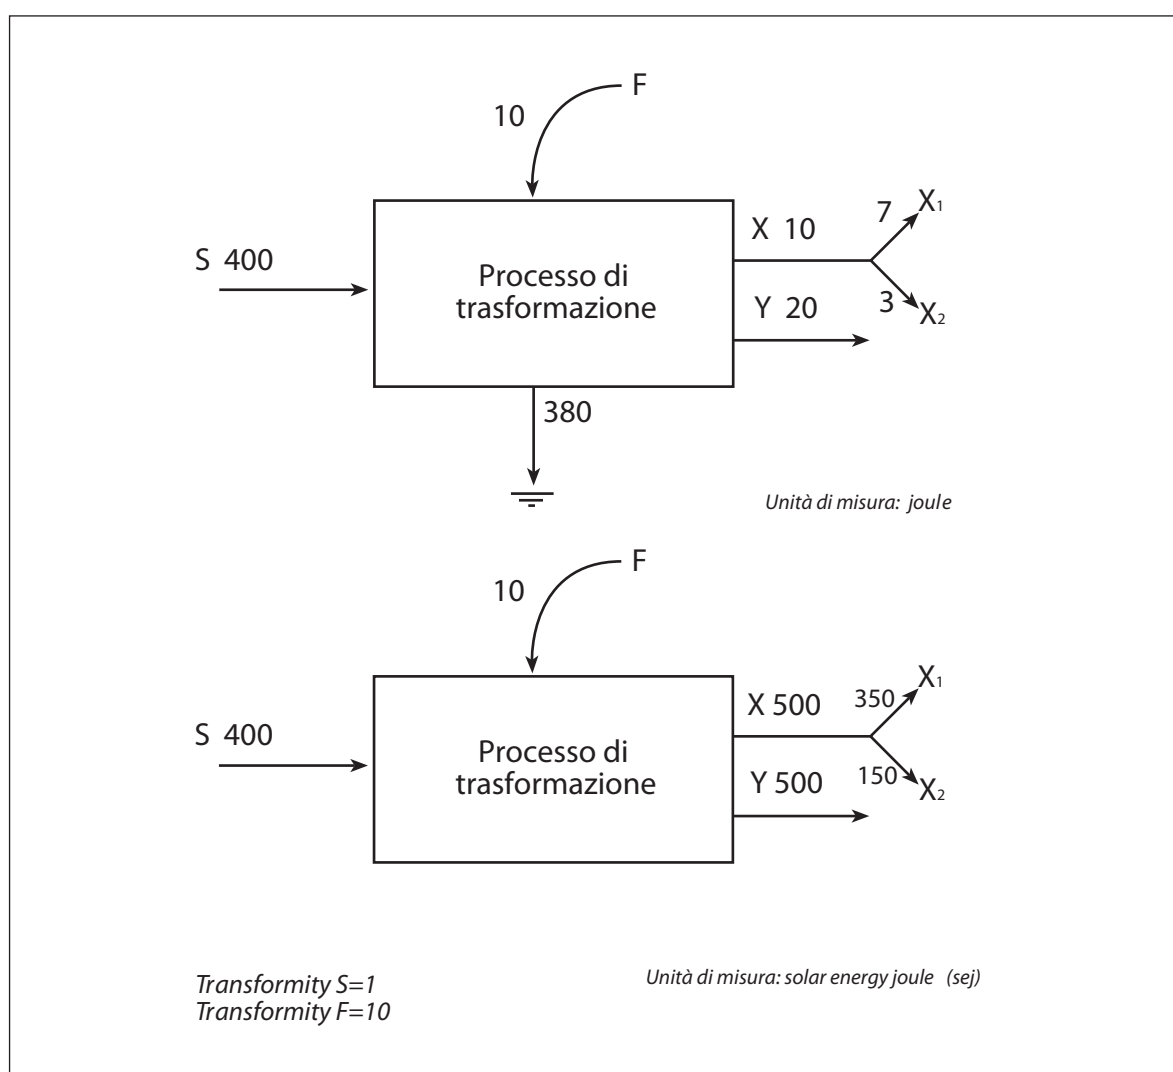 F
10
S 400
Processo di
trasformazione
X 10
7
X1
3
X2
Y 20
380
Unità di misura: joule
F
10
S 400
Processo di
trasformazione
X 500
350
X1
150
X2
Y 500
Transformity S=1
Transformity F=10
Unità di misura: solar energy joule (sej)